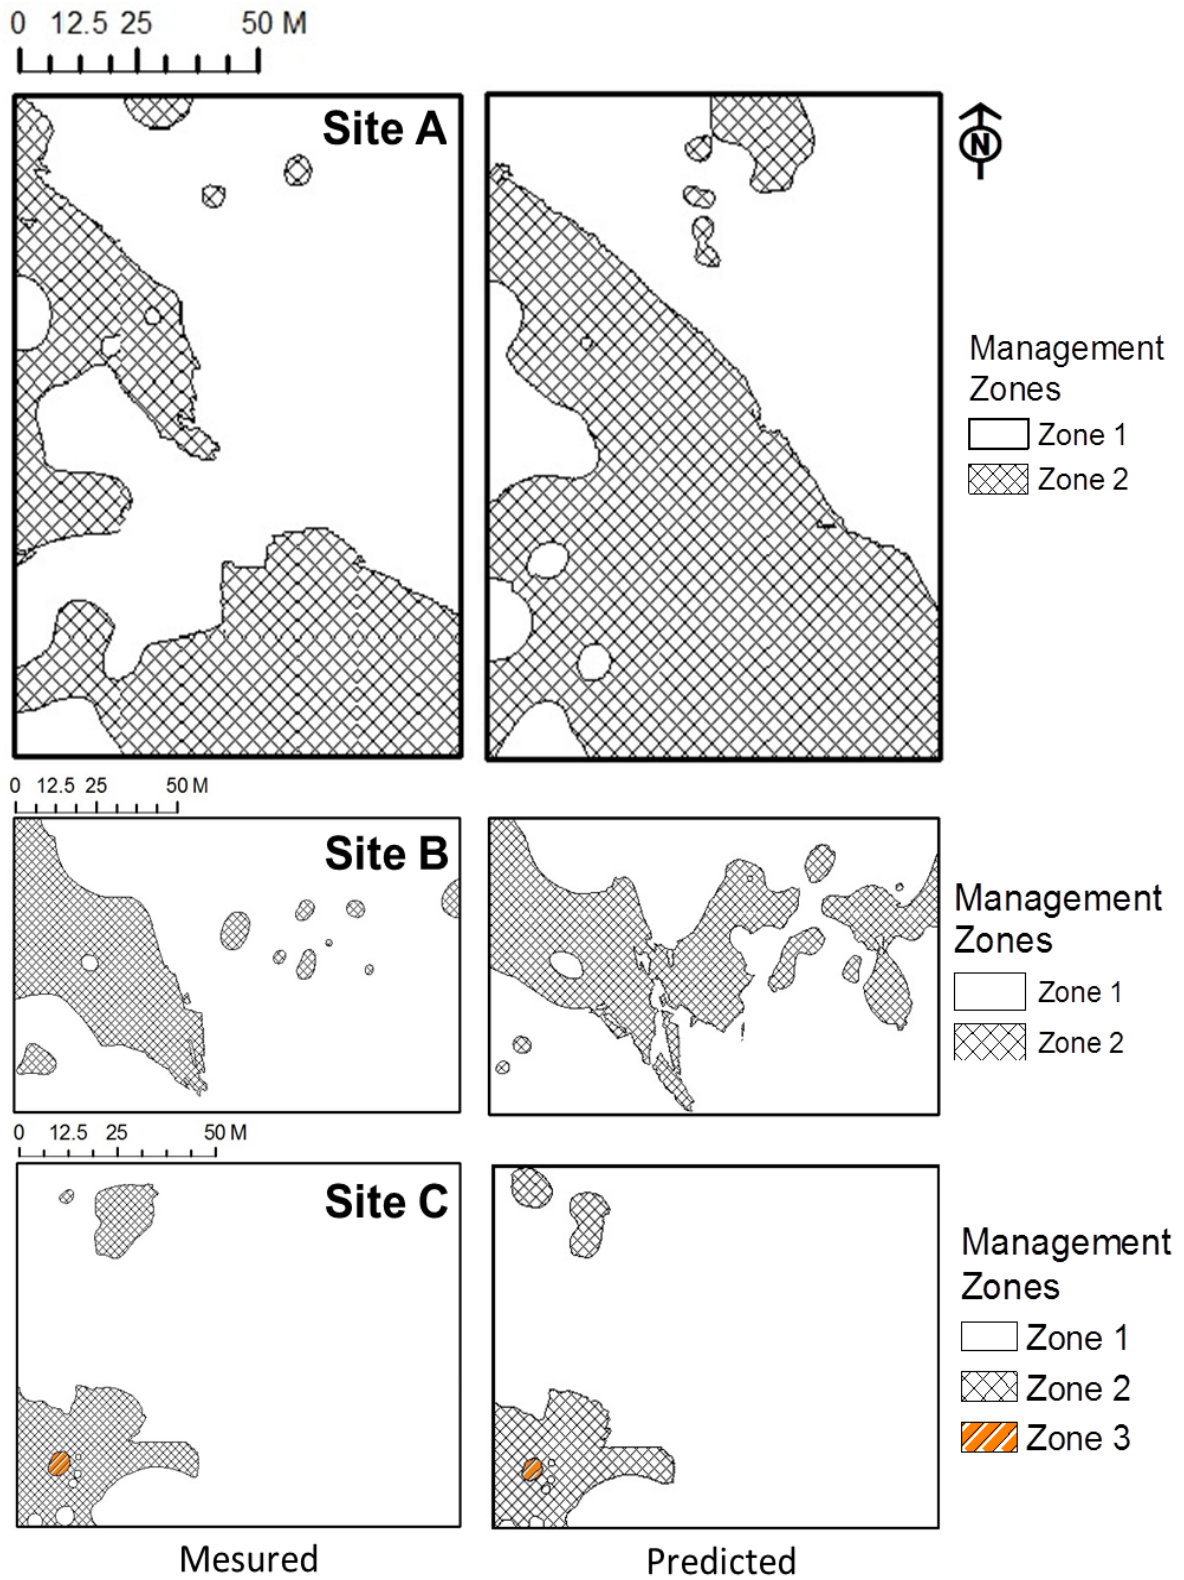 0 12.5 25 50 M
Site A
N
Management
Zones
Zone 1
Zone 2
0 12.5 25 50 M
Site B
Management
Zones
Zone 1
Zone 2
0 12.5 25 50 M
Site C
Management
Zones
Zone 1
Zone 2
Zone 3
Mesured Predicted